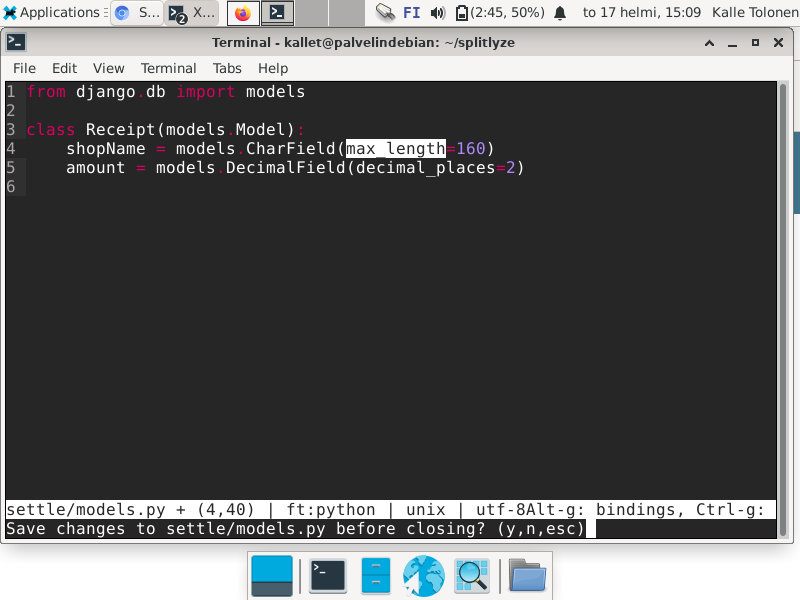 Applications S... 2 X... FI (2:45, 50%) to 17 helmi, 15:09 Kalle Tolonen
Terminal - kallet@palvelindebian: ~/splitlyze
File Edit View Terminal Tabs Help
1 from django.db import models
2
3 class Receipt(models.Model):
4     shopName = models.CharField(max_length=160)
5     amount = models.DecimalField(decimal_places=2)
6
settle/models.py + (4,40) | ft:python | unix | utf-8Alt-g: bindings, Ctrl-g:
Save changes to settle/models.py before closing? (y,n,esc)